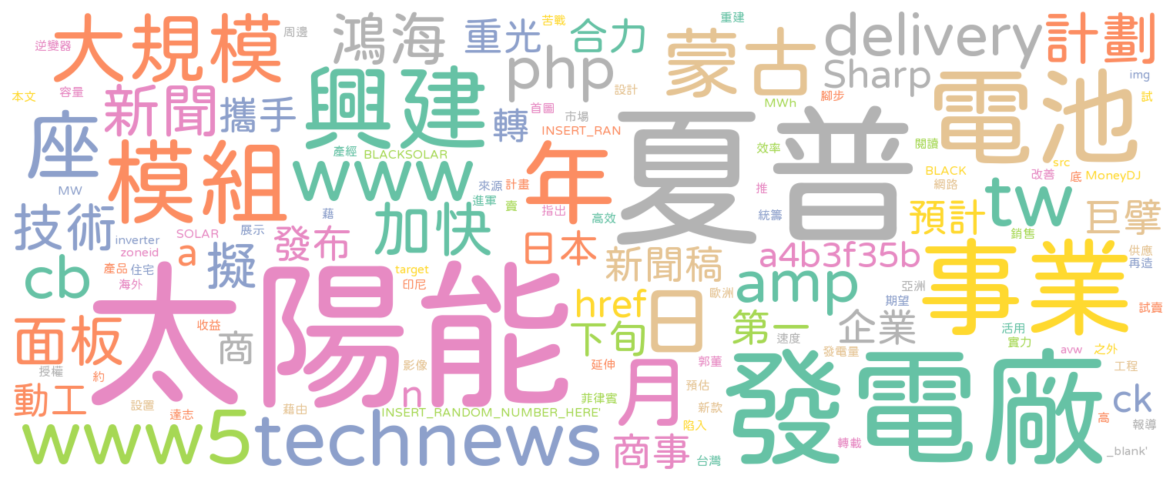 大規模
逆變器
周邊
鴻海
重光
苦戰
合力
重建
蒙古
delivery
計劃
Sharp
php
本文
容量
新聞
攜手
興建
轉
首圖
設計
MWh
腳步
電池
img
試
座
模組
www
產經
BLACKSOLAR
INSERT_RAN
市場
年
夏普
效率
閱讀
BLACK
網路
src
改善
底
MoneyDJ
MW
來源
計畫
進軍
賣
指出
高效
推
統籌
tw
巨擘
技術
SOLAR
展示
藉
加快
預計
銷售
inverter
zoneid
a
擬
發布
日本
新聞稿
a4b3f35b
事業
供應
再造
cb
產品
住宅
海外
太陽能
target
印尼
href
日
歐洲
amp
亞洲
期望
試賣
面板
收益
商
下旬
第一
企業
速度
活用
實力
授權
約
影像
n
延伸
郭董
月
發電廠
發電量
avw
之外
動工
設置
達志
藉由
INSERT_RANDOM_NUMBER_HERE'
菲律賓
預估
新款
工程
ck
高
報導
www5
technews
陷入
商事
台灣
轉載
_blank'